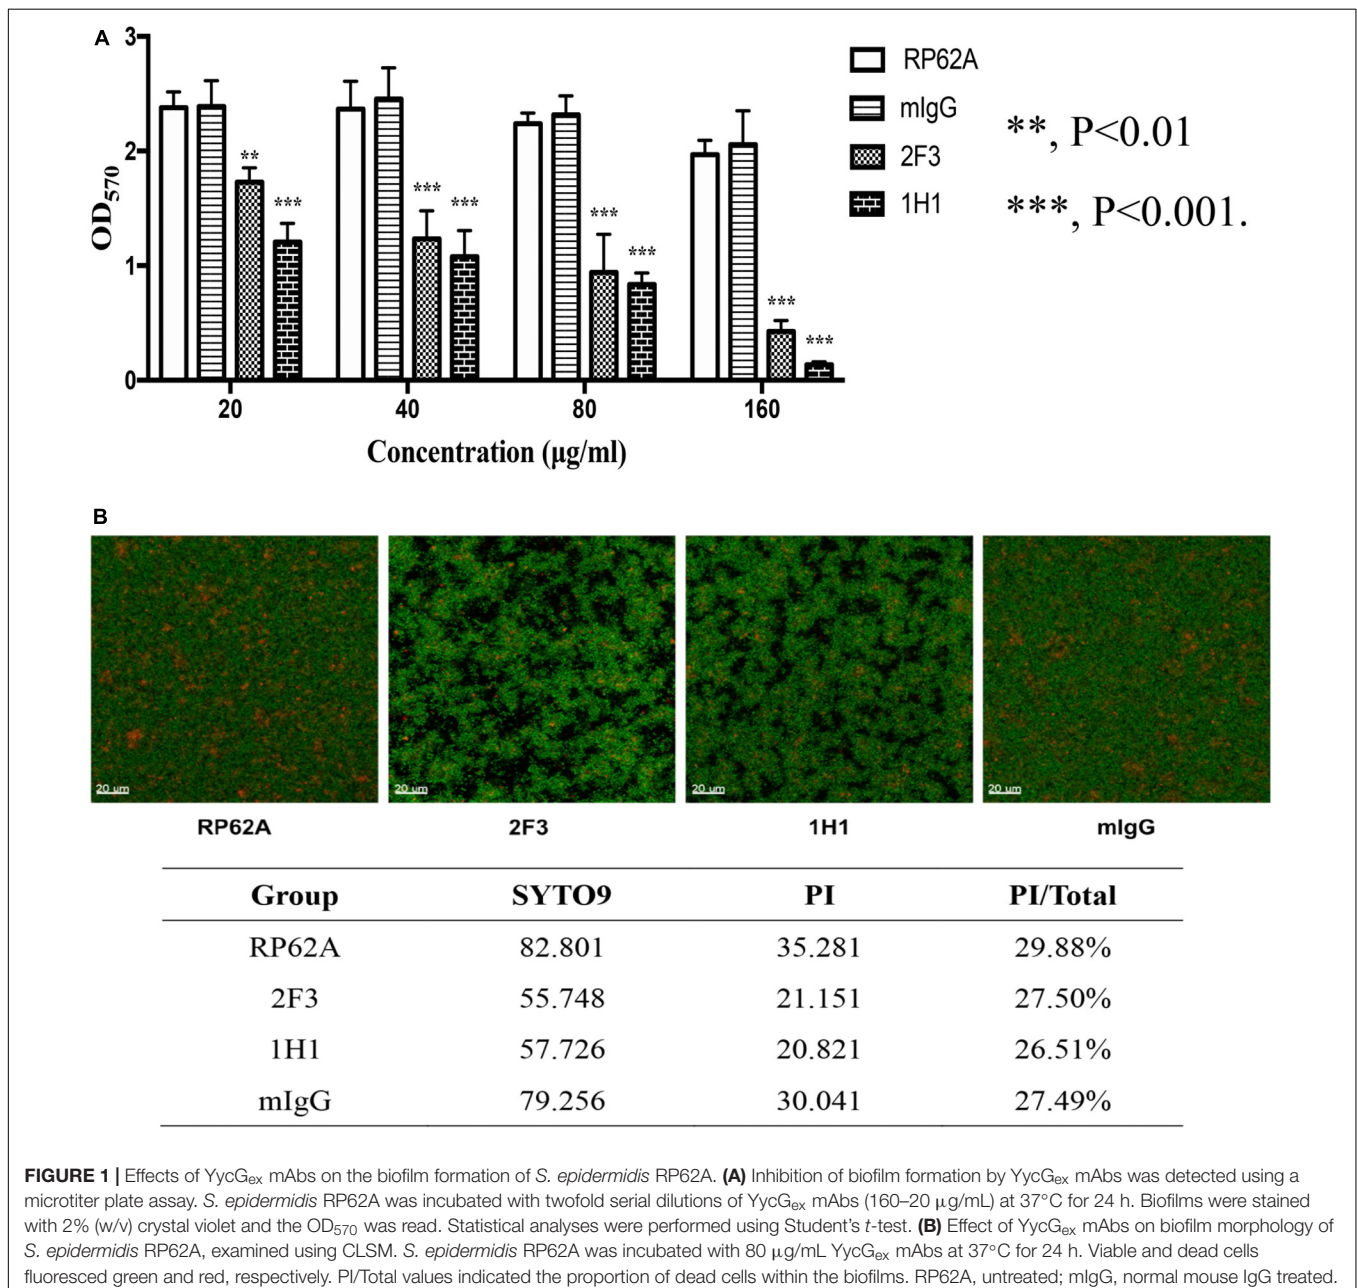 A
3
2
1
0
OD570
** *** *** *** *** *** *** ***
20 40 80 160
Concentration (μg/ml)
RP62A
mIgG
2F3
1H1
**, P<0.01
***, P<0.001.
B
20 um 20 um 20 um 20 um
RP62A 2F3 1H1 mIgG
Group SYTO9 PI PI/Total
RP62A 82.801 35.281 29.88%
2F3 55.748 21.151 27.50%
1H1 57.726 20.821 26.51%
mIgG 79.256 30.041 27.49%
FIGURE 1 | Effects of YycGex mAbs on the biofilm formation of S. epidermidis RP62A. (A) Inhibition of biofilm formation by YycGex mAbs was detected using a
microtiter plate assay. S. epidermidis RP62A was incubated with twofold serial dilutions of YycGex mAbs (160–20 μg/mL) at 37°C for 24 h. Biofilms were stained
with 2% (w/v) crystal violet and the OD570 was read. Statistical analyses were performed using Student's t-test. (B) Effect of YycGex mAbs on biofilm morphology of
S. epidermidis RP62A, examined using CLSM. S. epidermidis RP62A was incubated with 80 μg/mL YycGex mAbs at 37°C for 24 h. Viable and dead cells
fluoresced green and red, respectively. PI/Total values indicated the proportion of dead cells within the biofilms. RP62A, untreated; mIgG, normal mouse IgG treated.